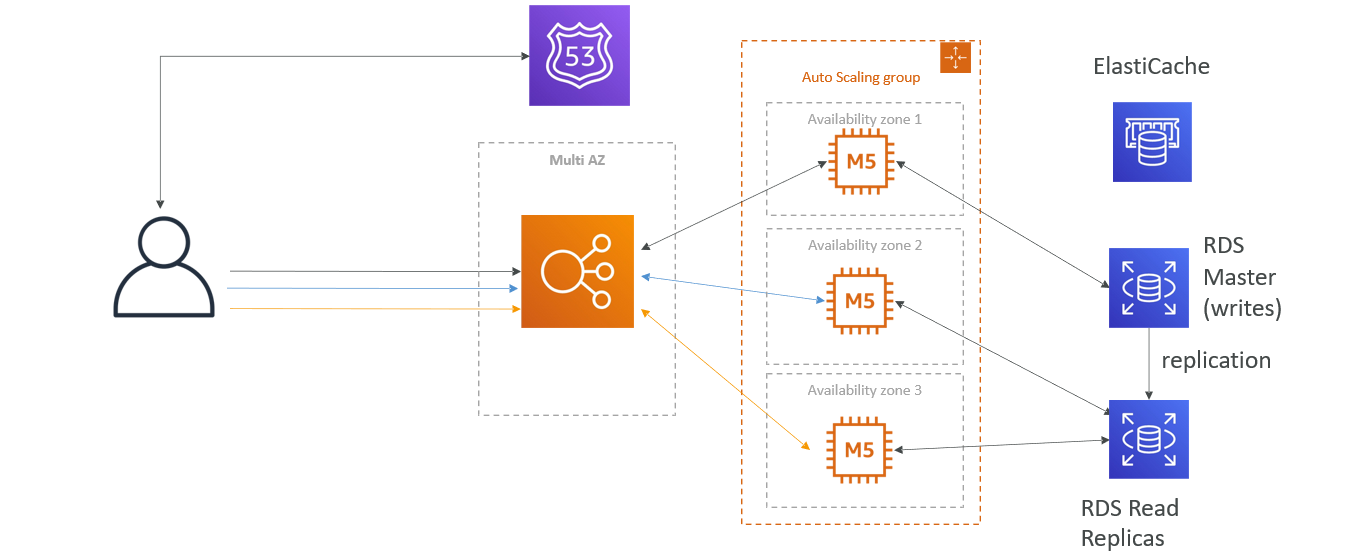 53
Auto Scaling group
ElastiCache
Availability zone 1
M5
Multi AZ
Availability zone 2
M5
RDS
Master
(writes)
replication
Availability zone 3
M5
RDS Read
Replicas